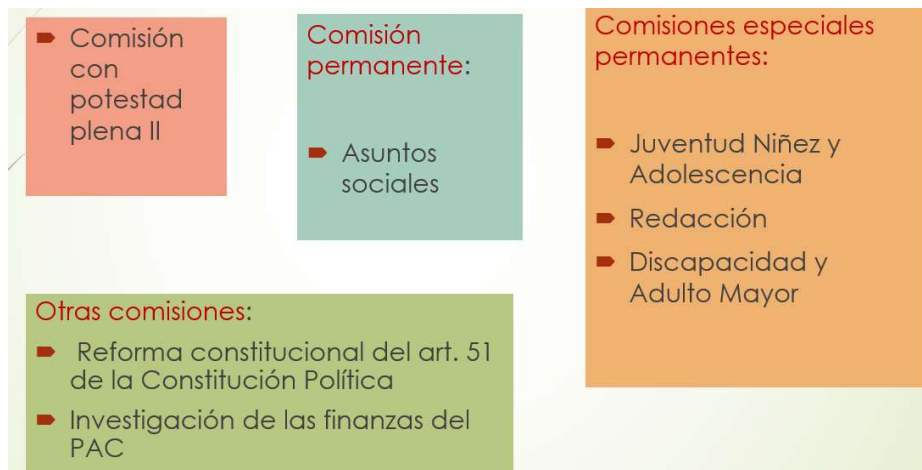 Comisión
con
potestad
plena II
Comisión
permanente:
Asuntos
sociales
Comisiones especiales
permanentes:
Juventud Niñez y
Adolescencia
Redacción
Discapacidad y
Adulto Mayor
Otras comisiones:
Reforma constitucional del art. 51
de la Constitución Política
Investigación de las finanzas del
PAC